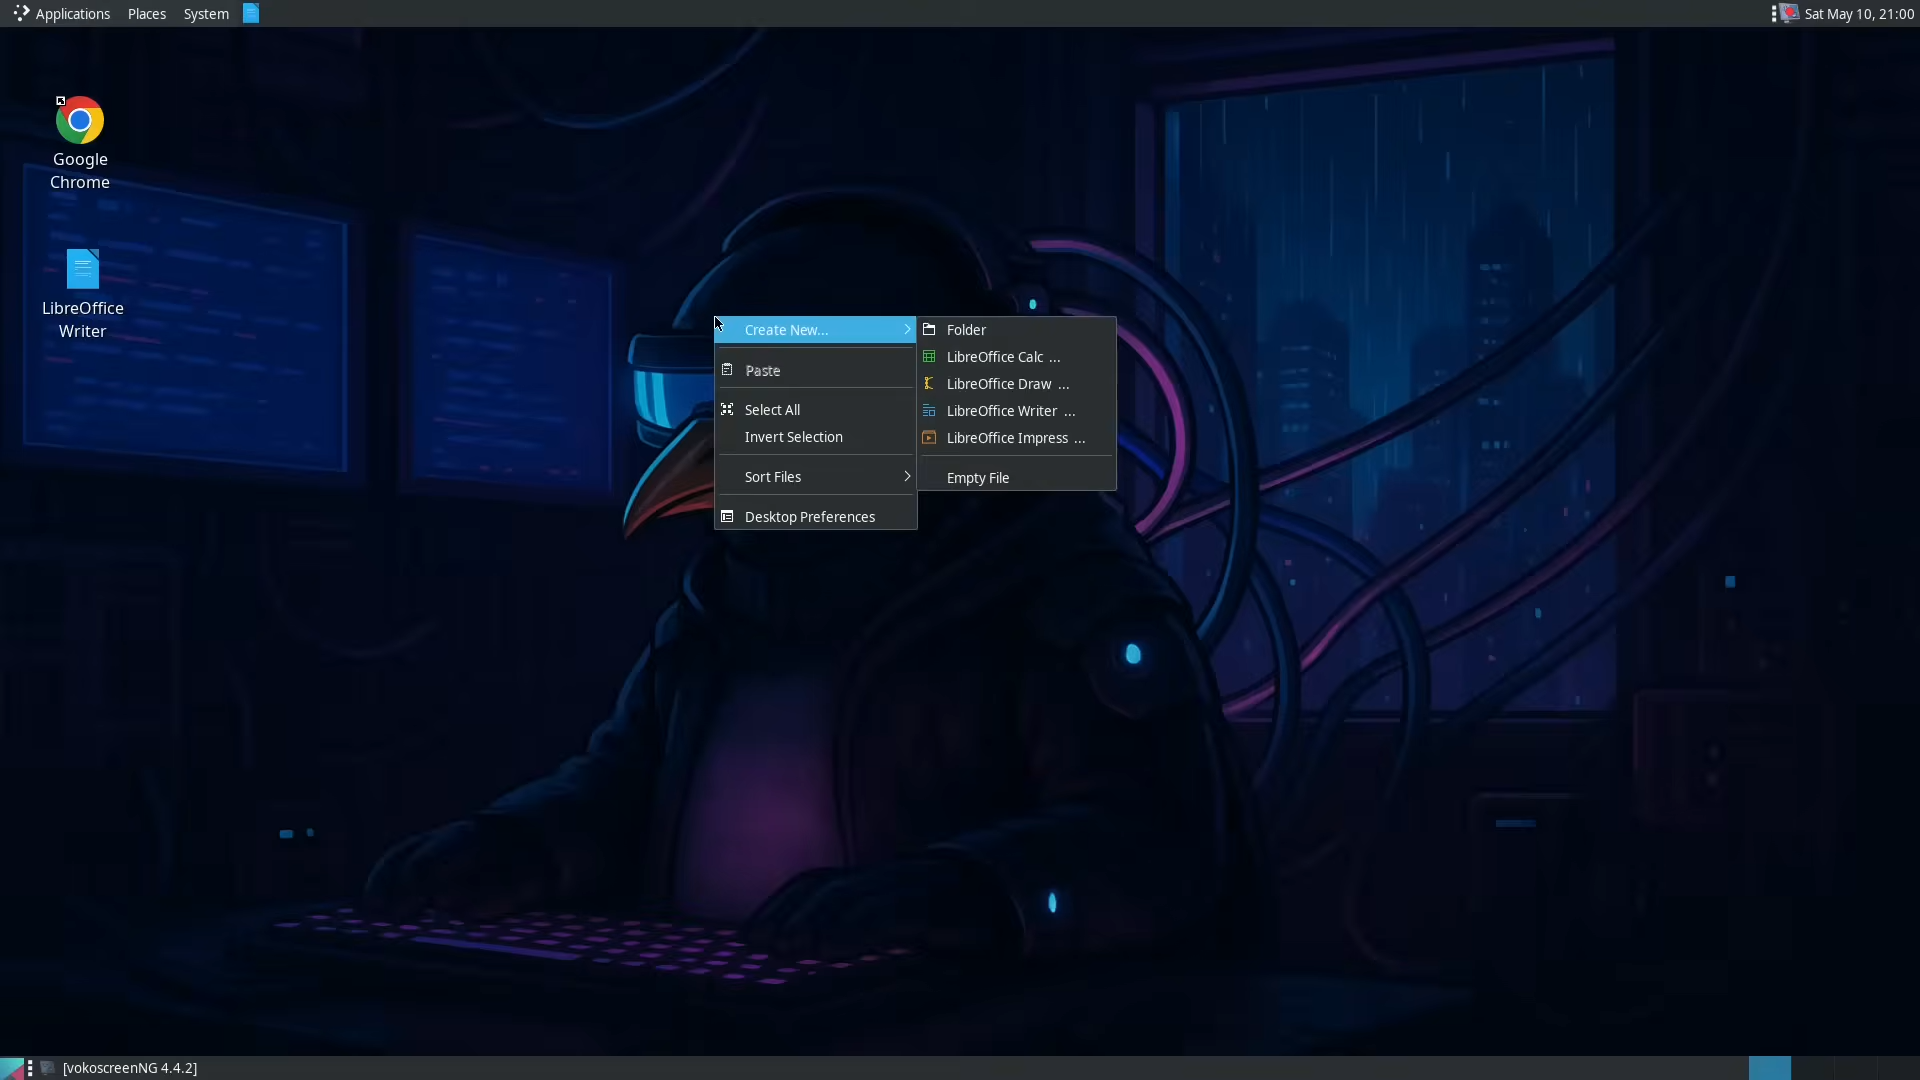 Applications Places System
Sat May 10, 21:00
Google
Chrome
LibreOffice
Writer
Create New...
Paste
Select All
Invert Selection
Sort Files
Desktop Preferences
Folder
LibreOffice Calc ...
LibreOffice Draw ...
LibreOffice Writer ...
LibreOffice Impress ...
Empty File
[vokoscreenNG 4.4.2]